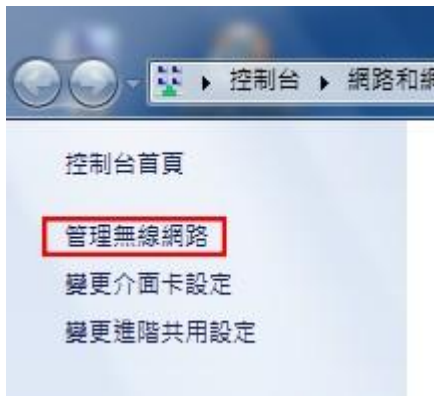 控制台 網路和
控制台首頁
管理無線網路
變更介面卡設定
變更進階共用設定